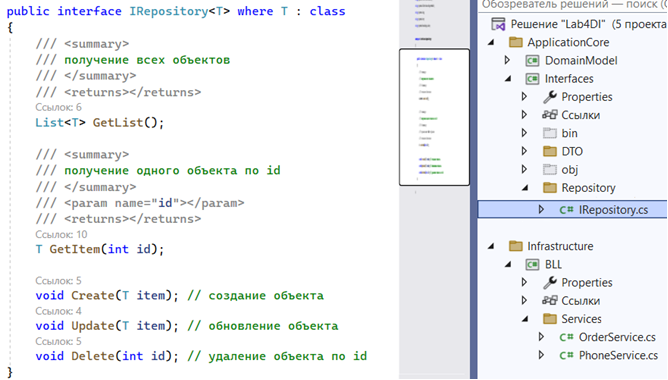 public interface IRepository<T> where T : class
{
/// <summary>
/// получение всех объектов
/// </summary>
/// <returns></returns>
Ссылок: 6
List<T> GetList();
/// <summary>
/// получение одного объекта по id
/// </summary>
/// <param name="id"></param>
/// <returns></returns>
Ссылок: 10
T GetItem(int id);
Ссылок: 5
void Create(T item); // создание объекта
Ссылок: 4
void Update(T item); // обновление объекта
Ссылок: 5
void Delete(int id); // удаление объекта по id
}
Обозреватель решений — поиск (C
Решение "Lab4DI" (5 проекта
ApplicationCore
DomainModel
Interfaces
Properties
Ссылки
bin
DTO
obj
Repository
C# IRepository.cs
Infrastructure
BLL
Properties
Ссылки
Services
C# OrderService.cs
C# PhoneService.cs